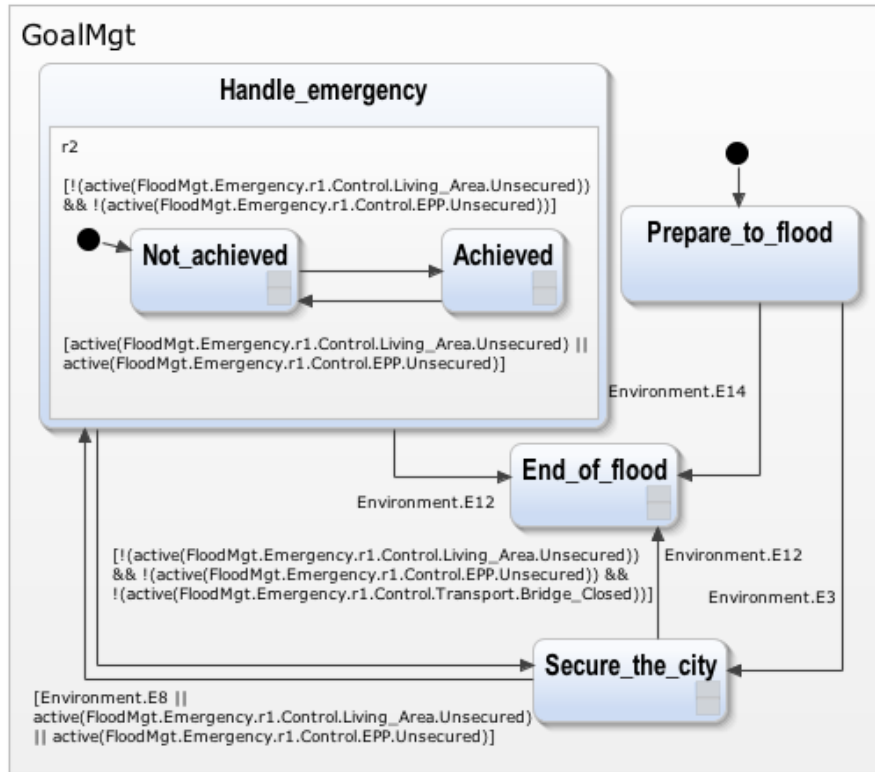 GoalMgt
Handle_emergency
r2
[!(active(FloodMgt.Emergency.r1.Control.Living_Area.Unsecured))
&& !(active(FloodMgt.Emergency.r1.Control.EPP.Unsecured))]
Not_achieved
Achieved
[active(FloodMgt.Emergency.r1.Control.Living_Area.Unsecured) ||
active(FloodMgt.Emergency.r1.Control.EPP.Unsecured)]
Prepare_to_flood
Environment.E14
End_of_flood
Environment.E12
[!(active(FloodMgt.Emergency.r1.Control.Living_Area.Unsecured))
&& !(active(FloodMgt.Emergency.r1.Control.EPP.Unsecured)) &&
!(active(FloodMgt.Emergency.r1.Control.Transport.Bridge_Closed))]
Environment.E12
Environment.E3
Secure_the_city
[Environment.E8 ||
active(FloodMgt.Emergency.r1.Control.Living_Area.Unsecured)
|| active(FloodMgt.Emergency.r1.Control.EPP.Unsecured)]